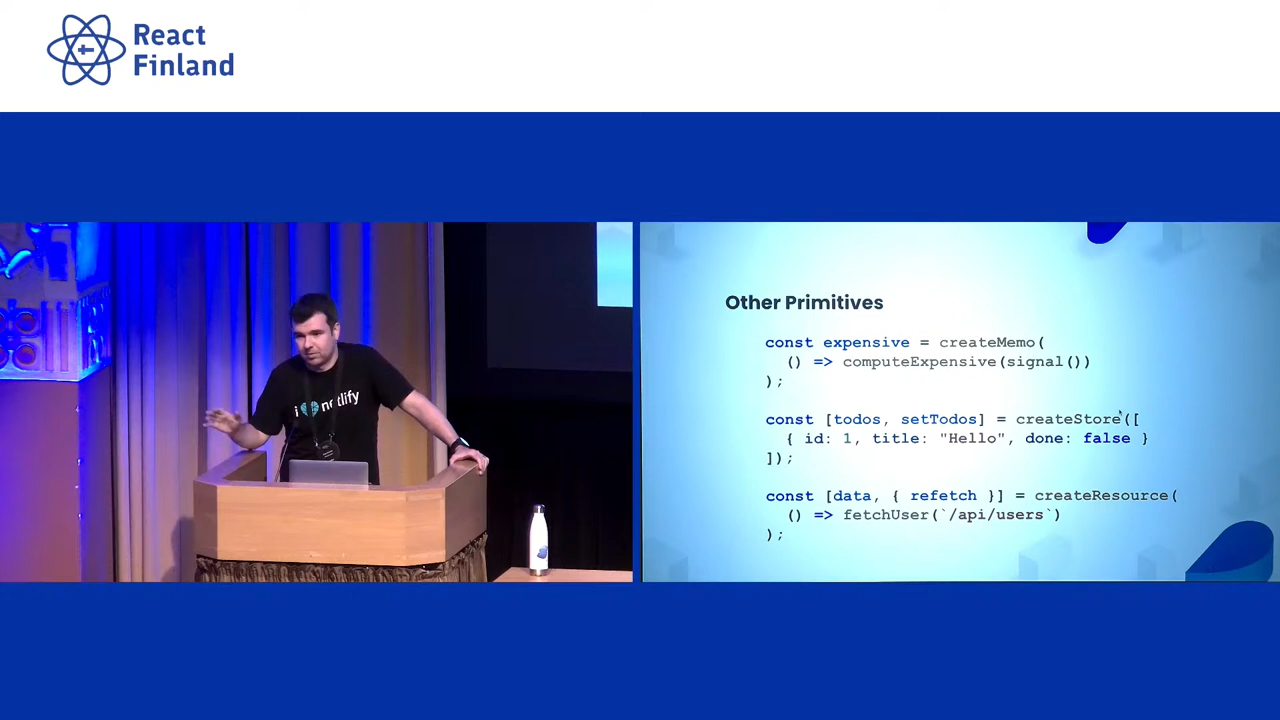 React
Finland
i netlify
Other Primitives
const expensive = createMemo(
() => computeExpensive(signal())
);
const [todos, setTodos] = createStore([
{ id: 1, title: "Hello", done: false }
]);
const [data, { refetch }] = createResource(
() => fetchUser(`/api/users`)
);